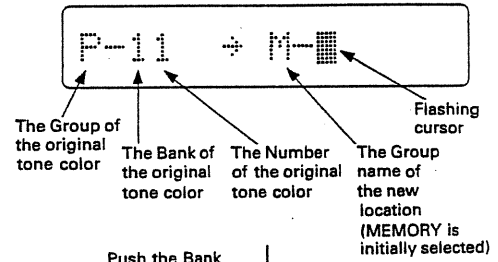 P-11 → M-
Flashing
cursor
The Group of
the original
tone color
The Bank of
the original
tone color
The Number
of the original
tone color
The Group
name of
the new
location
(MEMORY is
initially selected)
Push the Bank